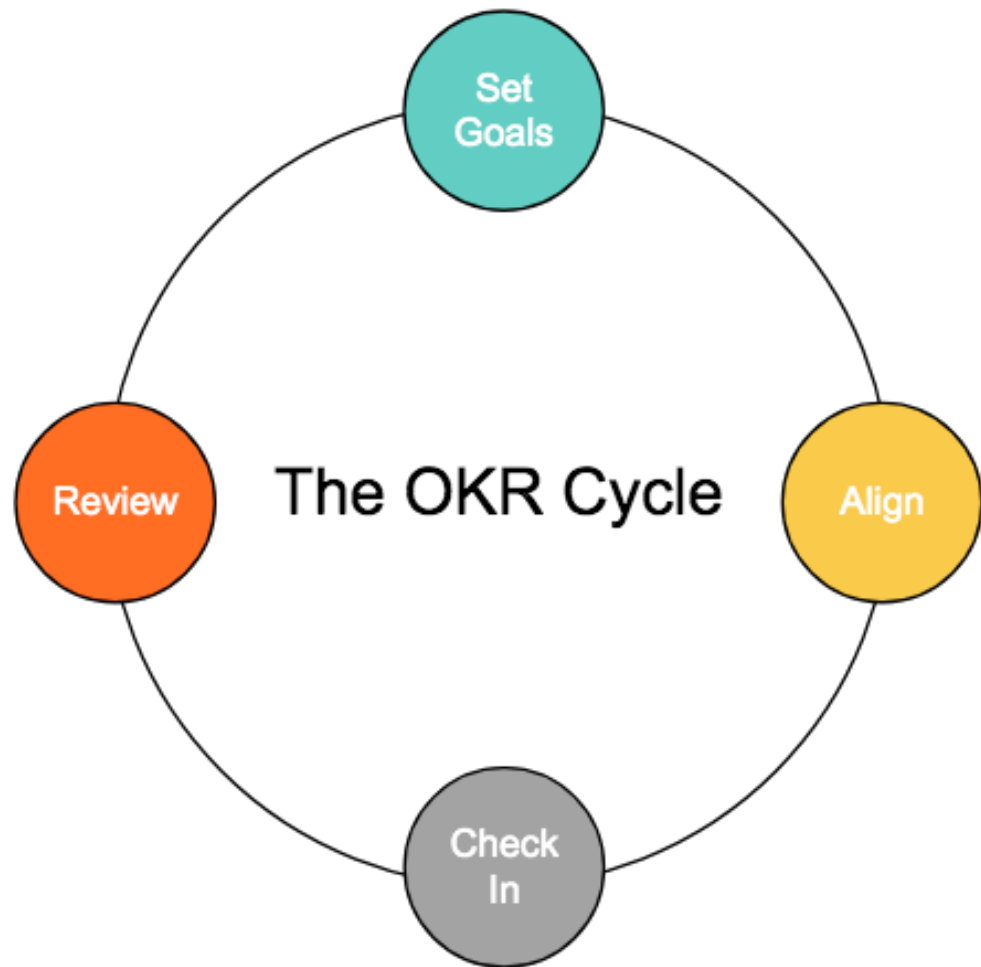 Set
Goals
Review
The OKR Cycle
Align
Check
In